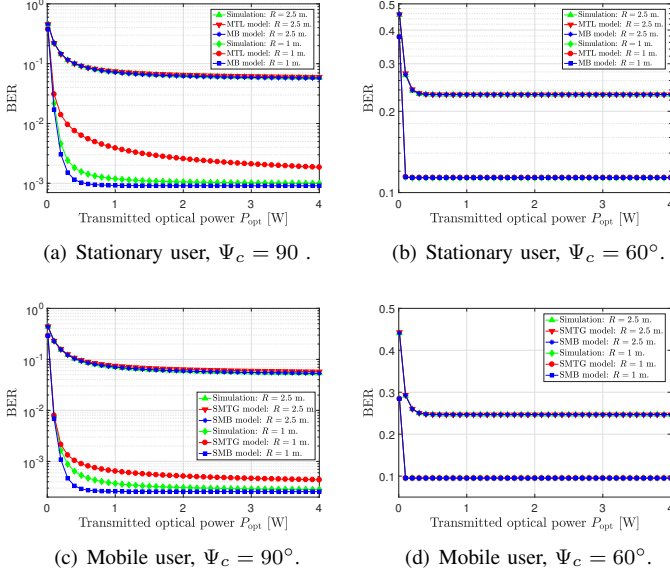 10^0
10^-1
10^-2
10^-3
BER
Simulation: R = 2.5 m.
MTL model: R = 2.5 m.
MB model: R = 2.5 m.
Simulation: R = 1 m.
MTL model: R = 1 m.
MB model: R = 1 m.
0 1 2 3 4
Transmitted optical power P_opt [W]
(a) Stationary user, Ψ_c = 90 .
0.5
0.4
0.3
0.2
0.1
BER
Simulation: R = 2.5 m.
MTL model: R = 2.5 m.
MB model: R = 2.5 m.
Simulation: R = 1 m.
MTL model: R = 1 m.
MB model: R = 1 m.
0 1 2 3 4
Transmitted optical power P_opt [W]
(b) Stationary user, Ψ_c = 60°.
10^0
10^-1
10^-2
10^-3
BER
Simulation: R = 2.5 m.
SMTG model: R = 2.5 m.
SMB model: R = 2.5 m.
Simulation: R = 1 m.
SMTG model: R = 1 m.
SMB model: R = 1 m.
0 1 2 3 4
Transmitted optical power P_opt [W]
(c) Mobile user, Ψ_c = 90°.
0.5
0.4
0.3
0.2
0.1
BER
Simulation: R = 2.5 m.
SMTG model: R = 2.5 m.
SMB model: R = 2.5 m.
Simulation: R = 1 m.
SMTG model: R = 1 m.
SMB model: R = 1 m.
0 1 2 3 4
Transmitted optical power P_opt [W]
(d) Mobile user, Ψ_c = 60°.